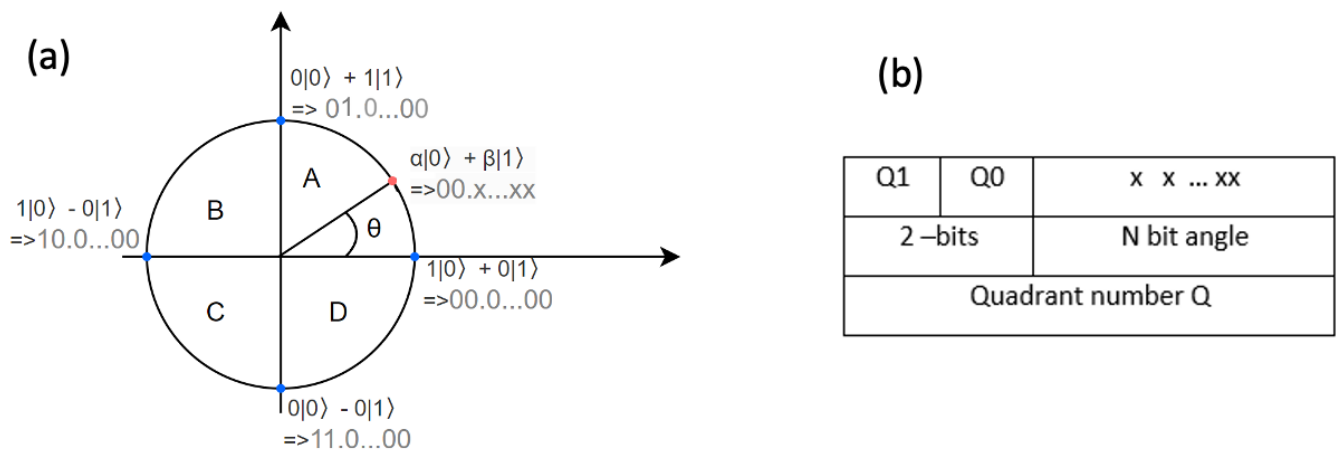 (a)
0|0⟩ + 1|1⟩
=> 01.0...00
α|0⟩ + β|1⟩
=>00.x...xx
A
B
θ
1|0⟩ - 0|1⟩
=>10.0...00
1|0⟩ + 0|1⟩
=>00.0...00
C
D
0|0⟩ - 0|1⟩
=>11.0...00
(b)
Q1 Q0 x x ... xx
2 –bits N bit angle
Quadrant number Q